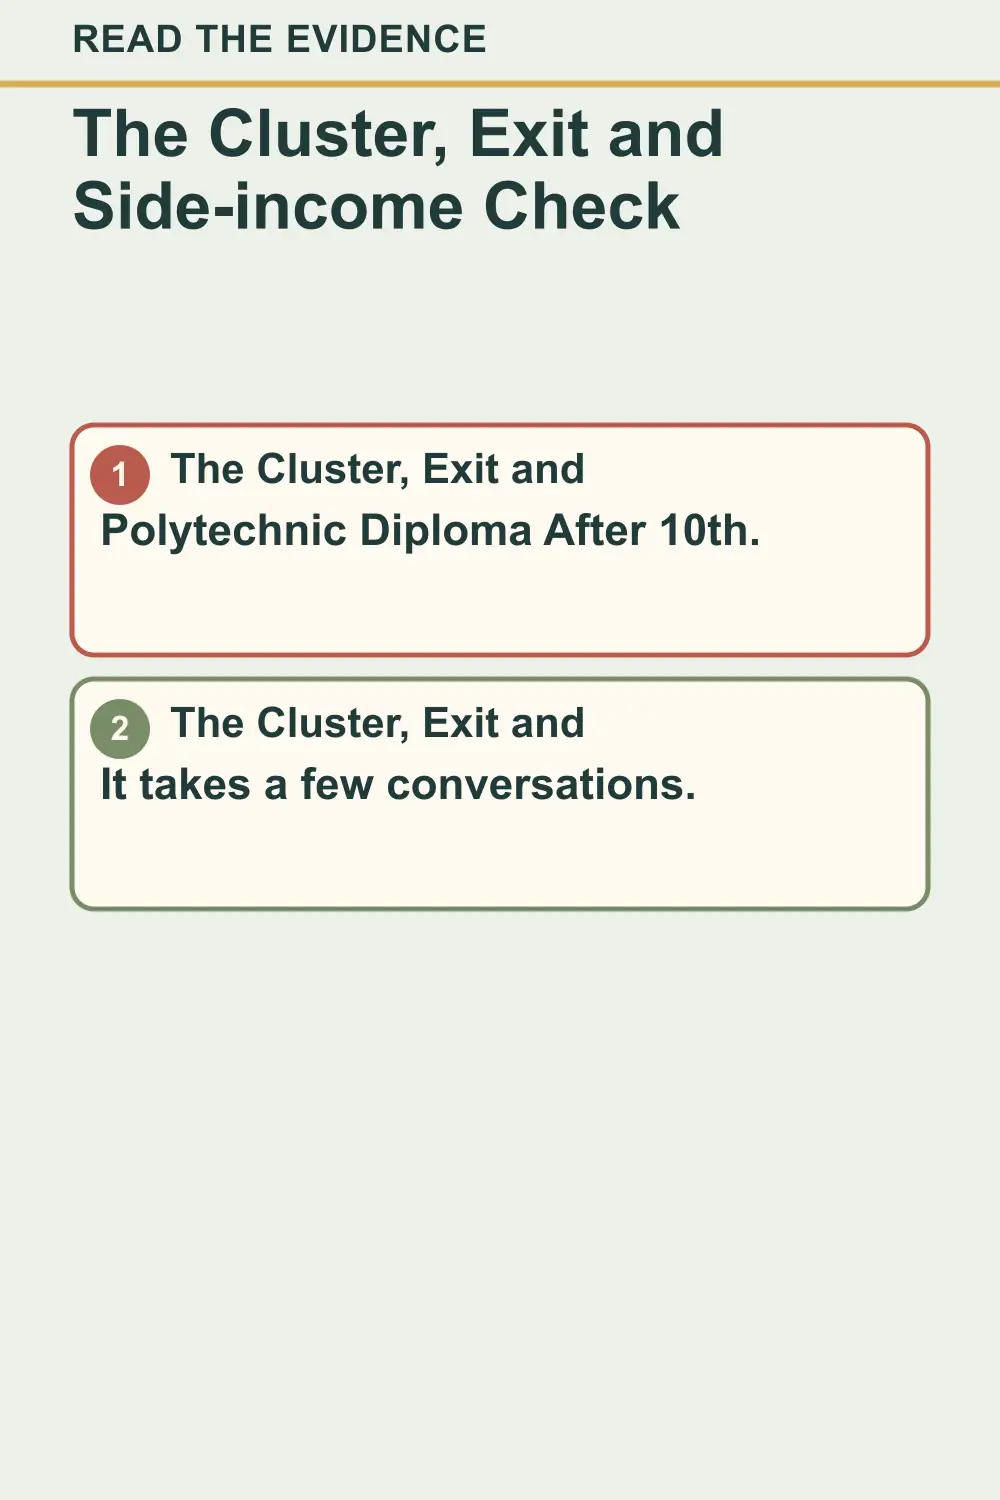 READ THE EVIDENCE
The Cluster, Exit and
Side-income Check
1 The Cluster, Exit and
Polytechnic Diploma After 10th.
2 The Cluster, Exit and
It takes a few conversations.